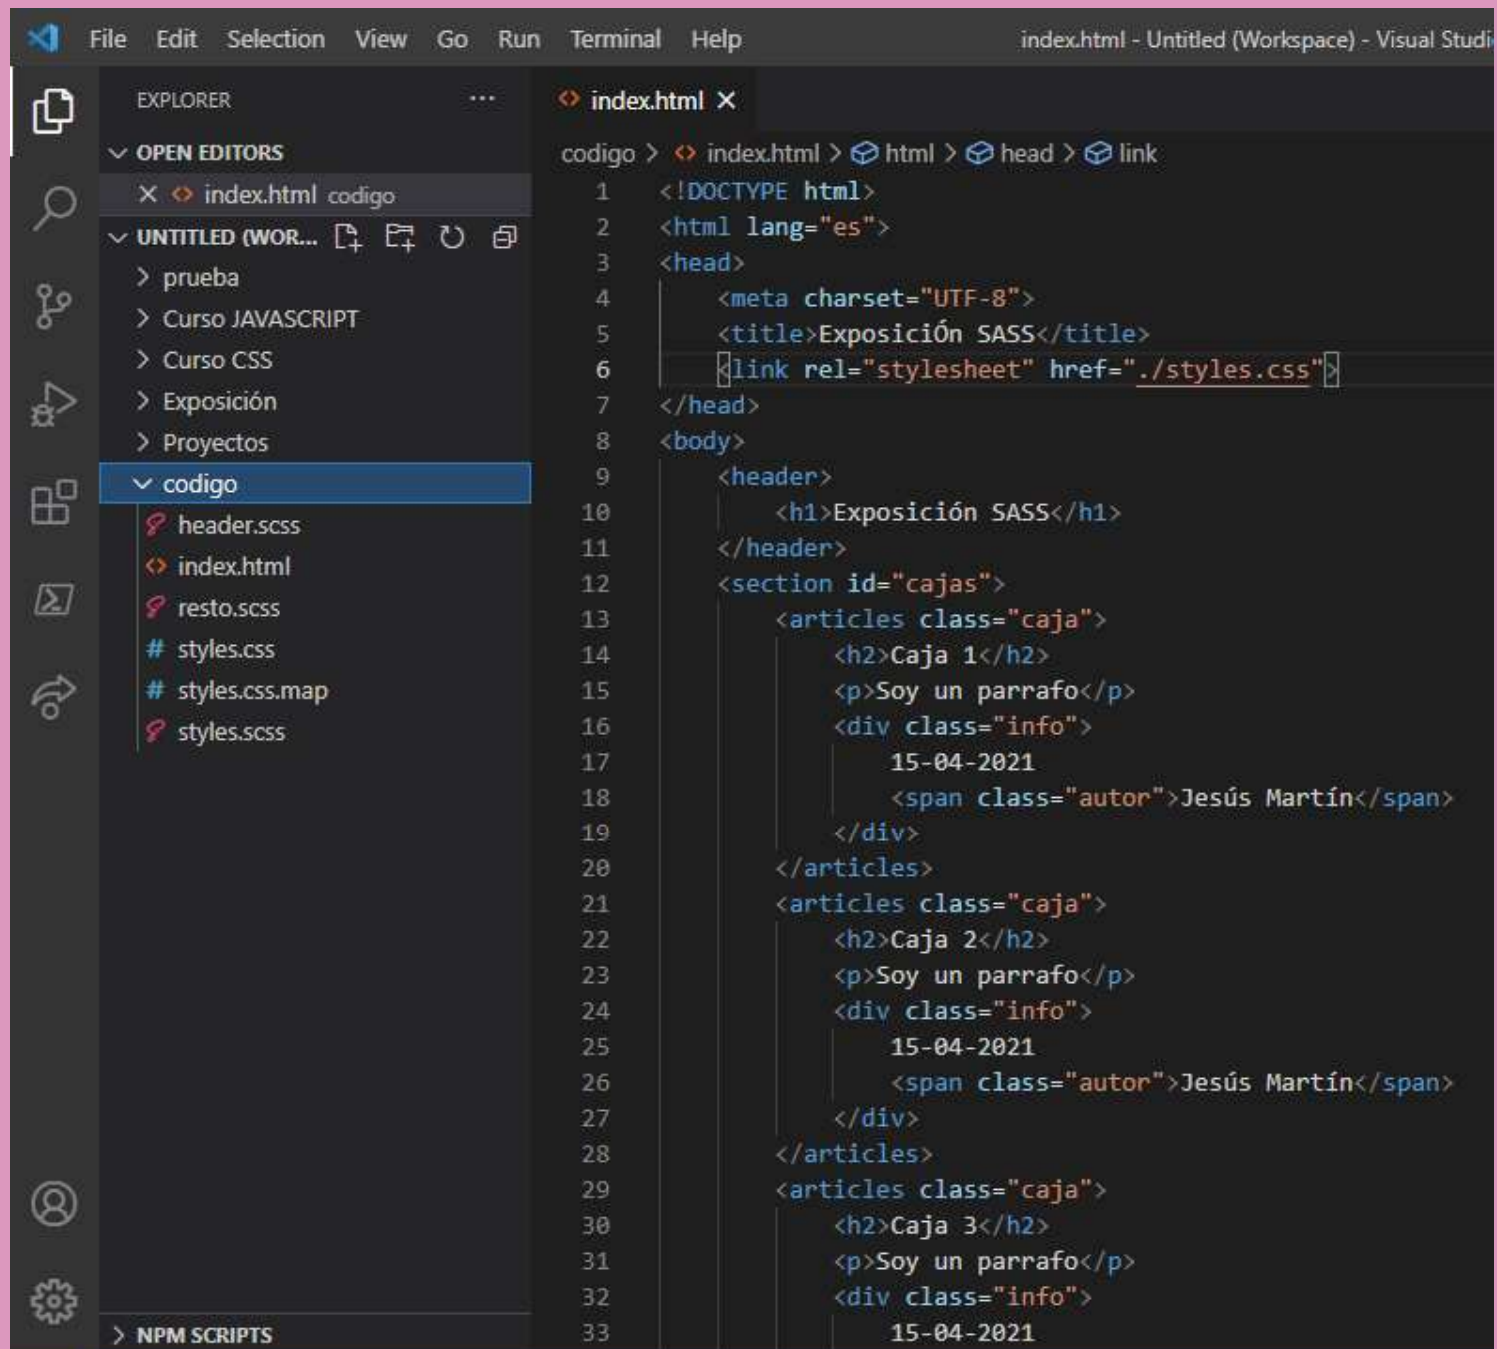 File Edit Selection View Go Run Terminal Help index.html - Untitled (Workspace) - Visual Studi
EXPLORER ...
OPEN EDITORS
index.html codigo
UNTITLED (WOR...
prueba
Curso JAVASCRIPT
Curso CSS
Exposición
Proyectos
codigo
header.scss
index.html
resto.scss
styles.css
styles.css.map
styles.scss
NPM SCRIPTS
index.html
codigo > index.html > html > head > link
1 <!DOCTYPE html>
2 <html lang="es">
3 <head>
4 <meta charset="UTF-8">
5 <title>ExposiciÓn SASS</title>
6 <link rel="stylesheet" href="./styles.css">
7 </head>
8 <body>
9 <header>
10 <h1>Exposición SASS</h1>
11 </header>
12 <section id="cajas">
13 <articles class="caja">
14 <h2>Caja 1</h2>
15 <p>Soy un parrafo</p>
16 <div class="info">
17 15-04-2021
18 <span class="autor">Jesús Martín</span>
19 </div>
20 </articles>
21 <articles class="caja">
22 <h2>Caja 2</h2>
23 <p>Soy un parrafo</p>
24 <div class="info">
25 15-04-2021
26 <span class="autor">Jesús Martín</span>
27 </div>
28 </articles>
29 <articles class="caja">
30 <h2>Caja 3</h2>
31 <p>Soy un parrafo</p>
32 <div class="info">
33 15-04-2021